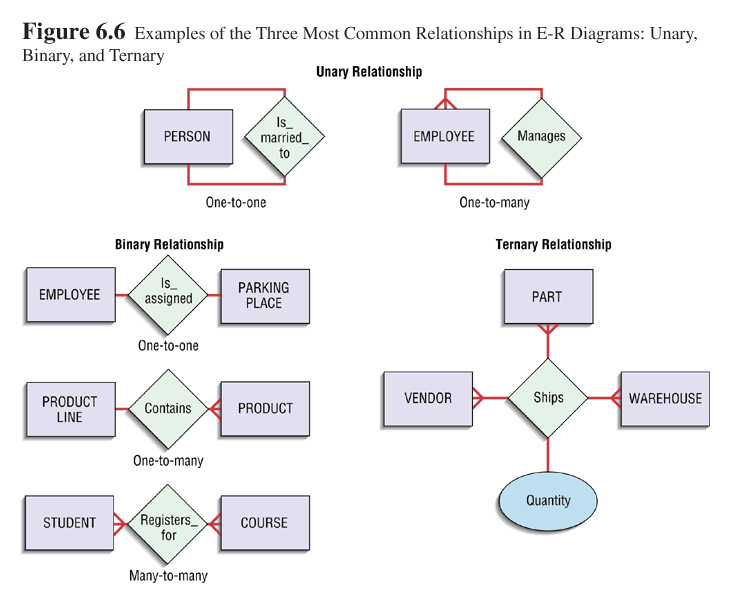 Figure 6.6 Examples of the Three Most Common Relationships in E-R Diagrams: Unary,
Binary, and Ternary
Unary Relationship
PERSON
Is_
married_
to
One-to-one
EMPLOYEE
Manages
One-to-many
Binary Relationship
EMPLOYEE
Is_
assigned
PARKING
PLACE
One-to-one
PRODUCT
LINE
Contains
PRODUCT
One-to-many
STUDENT
Registers_
for
COURSE
Many-to-many
Ternary Relationship
PART
VENDOR
Ships
WAREHOUSE
Quantity